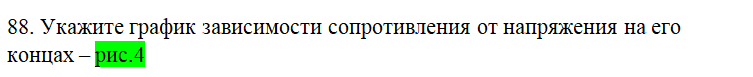 88. Укажите график зависимости сопротивления от напряжения на его
концах – рис.4